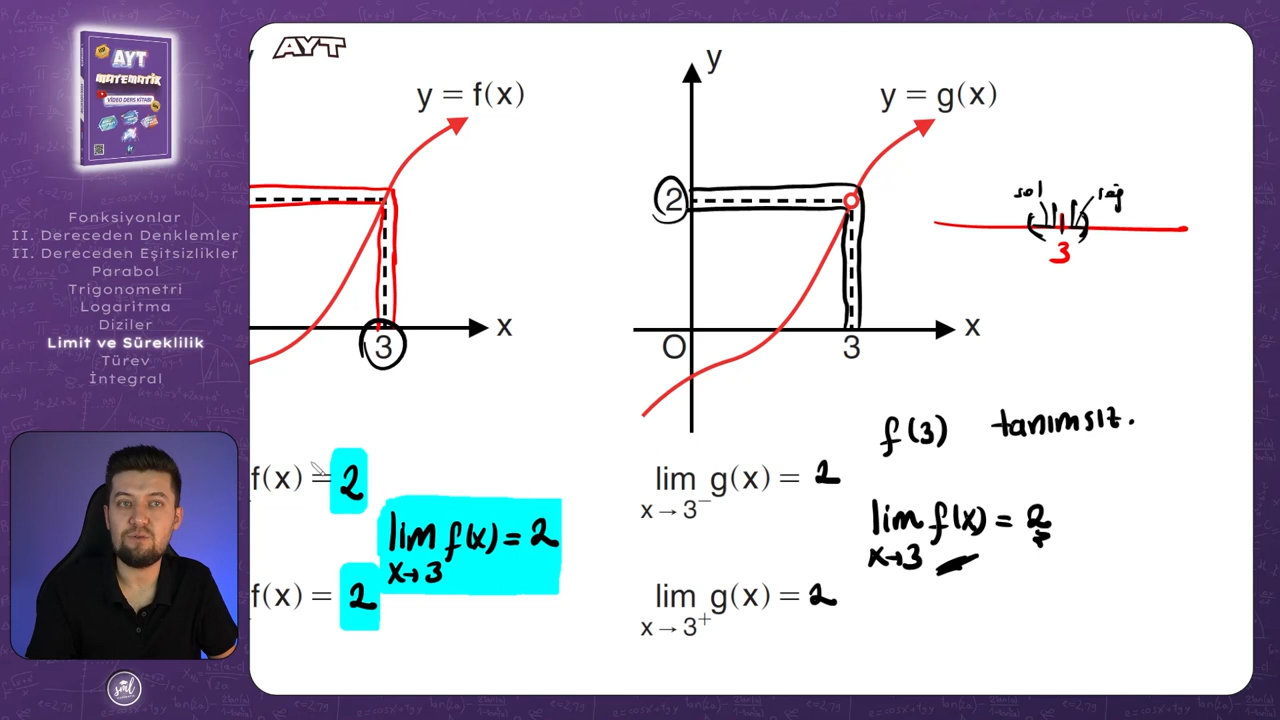 AYT
MATEMATİK
VİDEO DERS KİTABI
Fonksiyonlar
II. Dereceden Denklemler
II. Dereceden Eşitsizlikler
Parabol
Trigonometri
Logaritma
Diziler
Limit ve Süreklilik
Türev
İntegral
sml
AYT
y = f(x)
x
3
f(x) = 2
lim f(x) = 2
x→3
f(x) = 2
y
y = g(x)
2
O
3
x
sol
sağ
3
f(3) tanımsız.
lim g(x) = 2
x → 3⁻
lim f(x) = 2
x→3
lim g(x) = 2
x → 3⁺